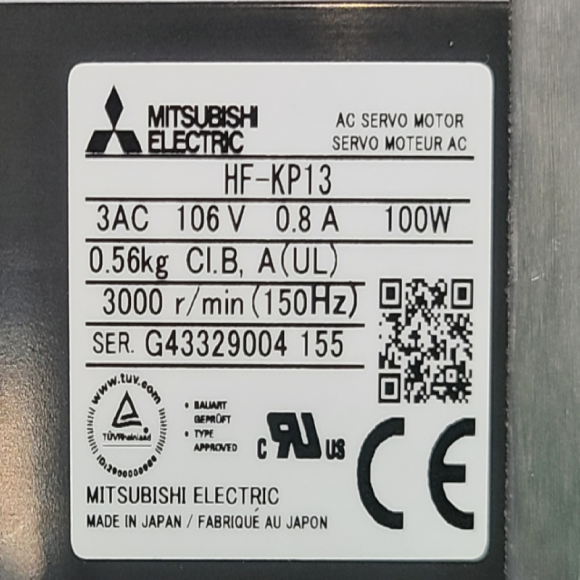 MITSUBISHI
ELECTRIC
AC SERVO MOTOR
SERVO MOTEUR AC
HF-KP13
3AC 106 V 0.8 A 100W
0.56kg Cl.B, A(UL)
3000 r/min (150Hz)
SER. G43329004 155
www.tuv.com
TÜVRheinland
• BAUART
GEPRÜFT
• TYPE
APPROVED
c RU US
CE
MITSUBISHI ELECTRIC
MADE IN JAPAN / FABRIQUÉ AU JAPON